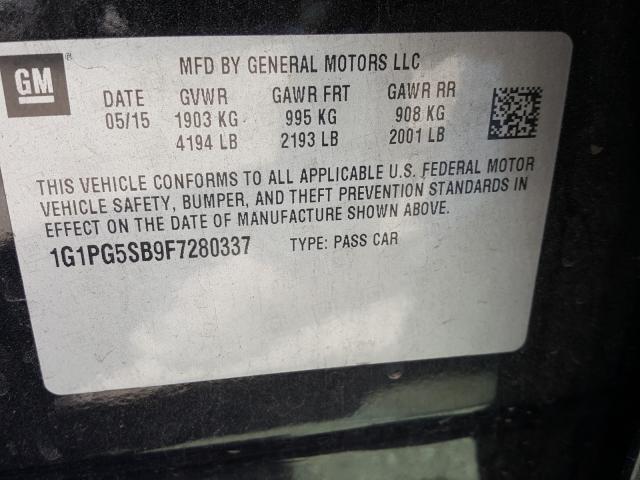 GM ®
MFD BY GENERAL MOTORS LLC
DATE GVWR GAWR FRT GAWR RR
05/15 1903 KG 995 KG 908 KG
4194 LB 2193 LB 2001 LB
THIS VEHICLE CONFORMS TO ALL APPLICABLE U.S. FEDERAL MOTOR
VEHICLE SAFETY, BUMPER, AND THEFT PREVENTION STANDARDS IN
EFFECT ON THE DATE OF MANUFACTURE SHOWN ABOVE.
1G1PG5SB9F7280337 TYPE: PASS CAR